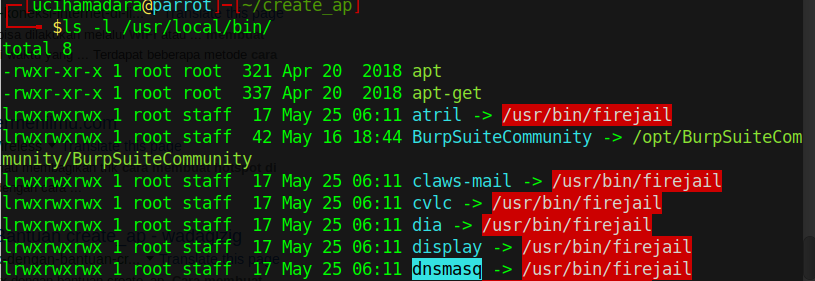 [ucihamadara@parrot]-[~/create_ap]
$ls -l /usr/local/bin/
total 8
-rwxr-xr-x 1 root root  321 Apr 20  2018 apt
-rwxr-xr-x 1 root root  337 Apr 20  2018 apt-get
lrwxrwxrwx 1 root staff  17 May 25 06:11 atril -> /usr/bin/firejail
lrwxrwxrwx 1 root staff  42 May 16 18:44 BurpSuiteCommunity -> /opt/BurpSuiteCom
munity/BurpSuiteCommunity
lrwxrwxrwx 1 root staff  17 May 25 06:11 claws-mail -> /usr/bin/firejail
lrwxrwxrwx 1 root staff  17 May 25 06:11 cvlc -> /usr/bin/firejail
lrwxrwxrwx 1 root staff  17 May 25 06:11 dia -> /usr/bin/firejail
lrwxrwxrwx 1 root staff  17 May 25 06:11 display -> /usr/bin/firejail
lrwxrwxrwx 1 root staff  17 May 25 06:11 dnsmasq -> /usr/bin/firejail